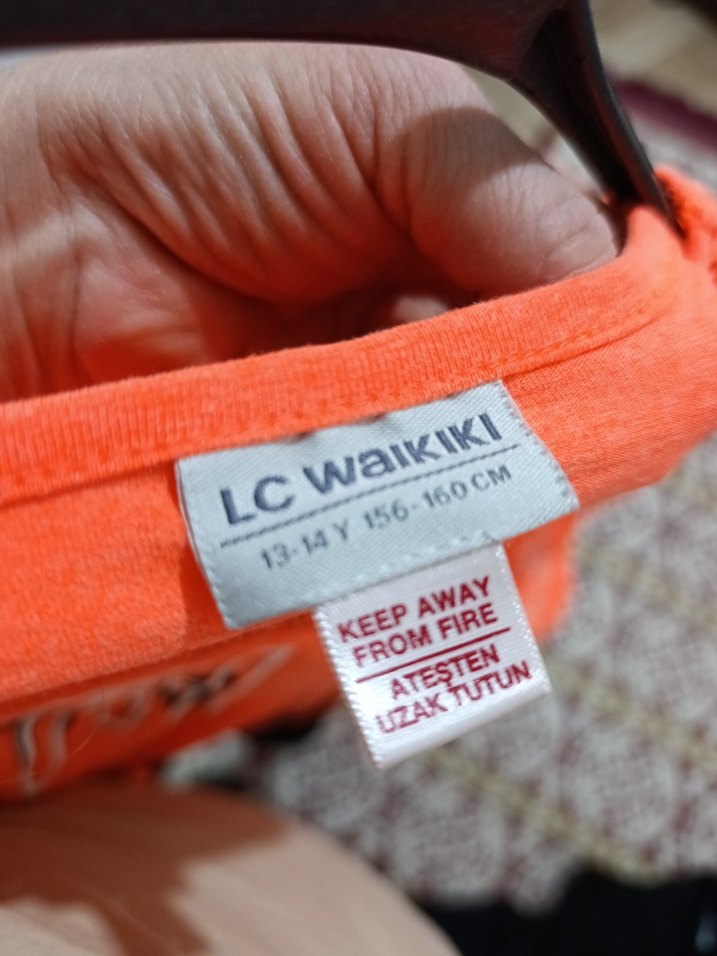 LC WAIKIKI
13-14 Y 156-160 CM
KEEP AWAY
FROM FIRE
ATEŞTEN
UZAK TUTUN